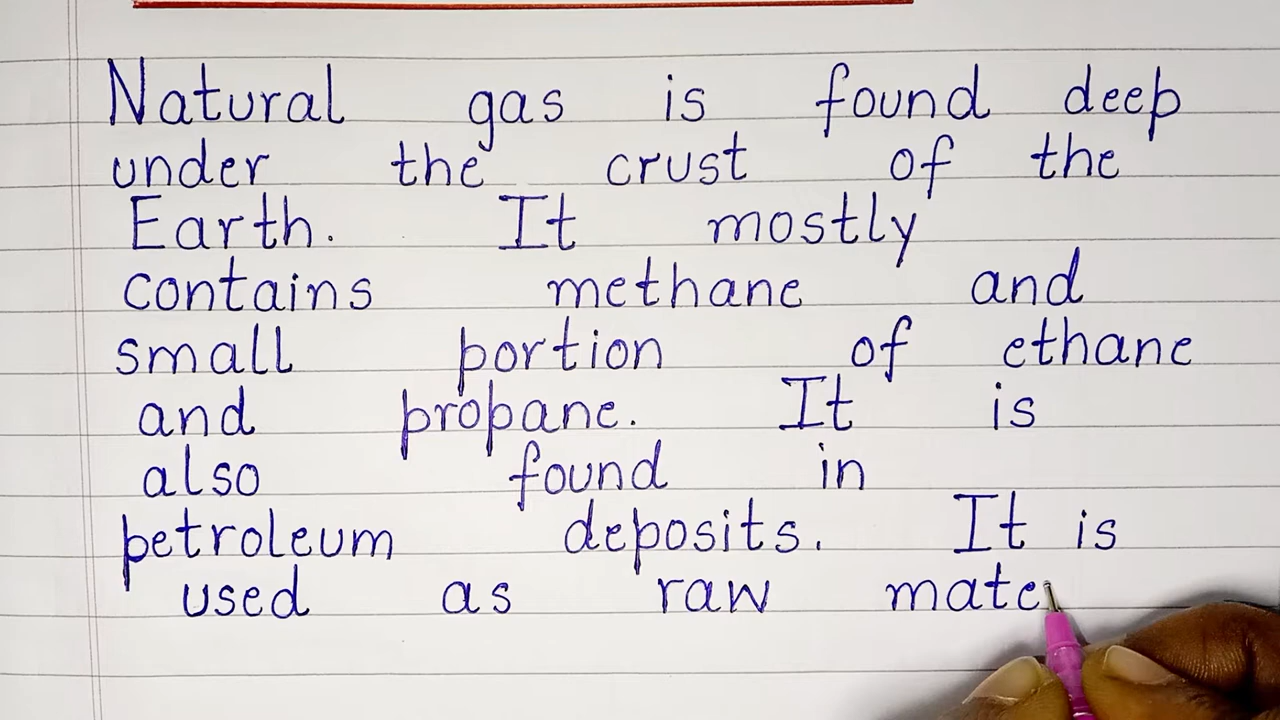 Natural gas is found deep
under the crust of the
Earth. It mostly
contains methane and
small portion of ethane
and propane. It is
also found in
petroleum deposits. It is
used as raw mate